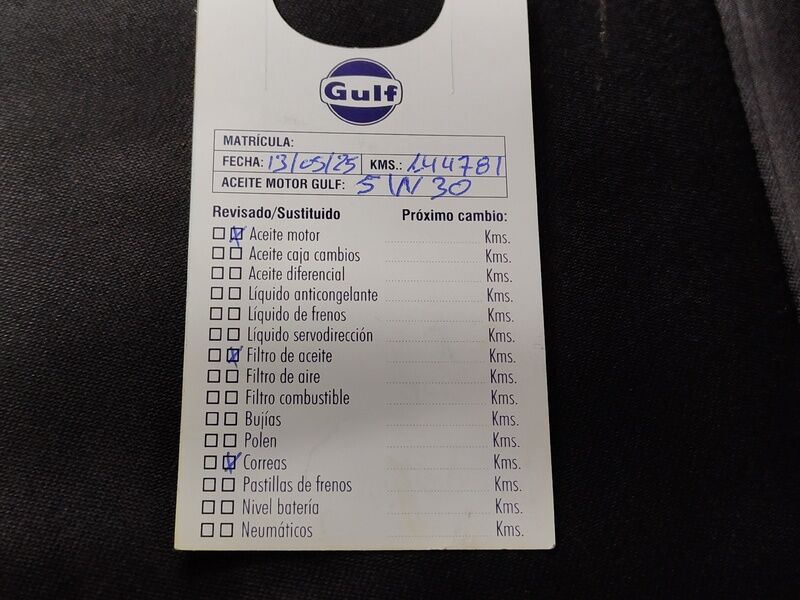 Gulf
MATRÍCULA:
FECHA: 13/05/25 KMS.: 144781
ACEITE MOTOR GULF: 5W30
Revisado/Sustituido Próximo cambio:
Aceite motor Kms.
Aceite caja cambios Kms.
Aceite diferencial Kms.
Líquido anticongelante Kms.
Líquido de frenos Kms.
Líquido servodirección Kms.
Filtro de aceite Kms.
Filtro de aire Kms.
Filtro combustible Kms.
Bujías Kms.
Polen Kms.
Correas Kms.
Pastillas de frenos Kms.
Nivel batería Kms.
Neumáticos Kms.